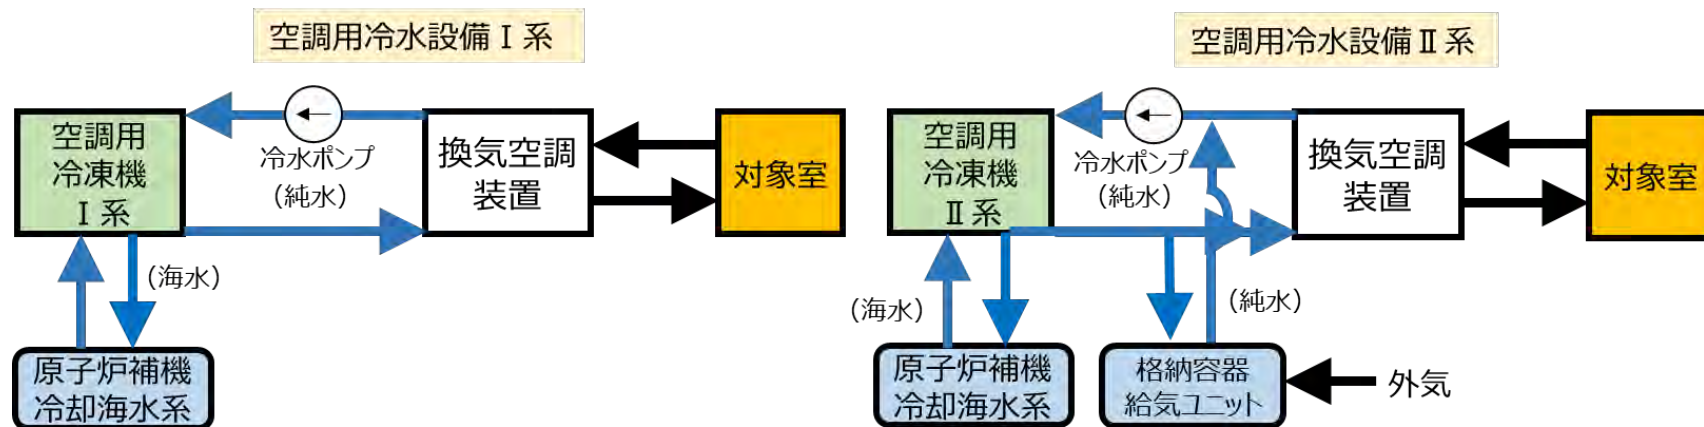 空調用冷水設備Ⅰ系
空調用
冷凍機
Ⅰ系
冷水ポンプ
(純水)
換気空調
装置
対象室
(海水)
原子炉補機
冷却海水系
空調用冷水設備Ⅱ系
空調用
冷凍機
Ⅱ系
冷水ポンプ
(純水)
換気空調
装置
対象室
(海水)
(純水)
原子炉補機
冷却海水系
格納容器
給気ユニット
外気